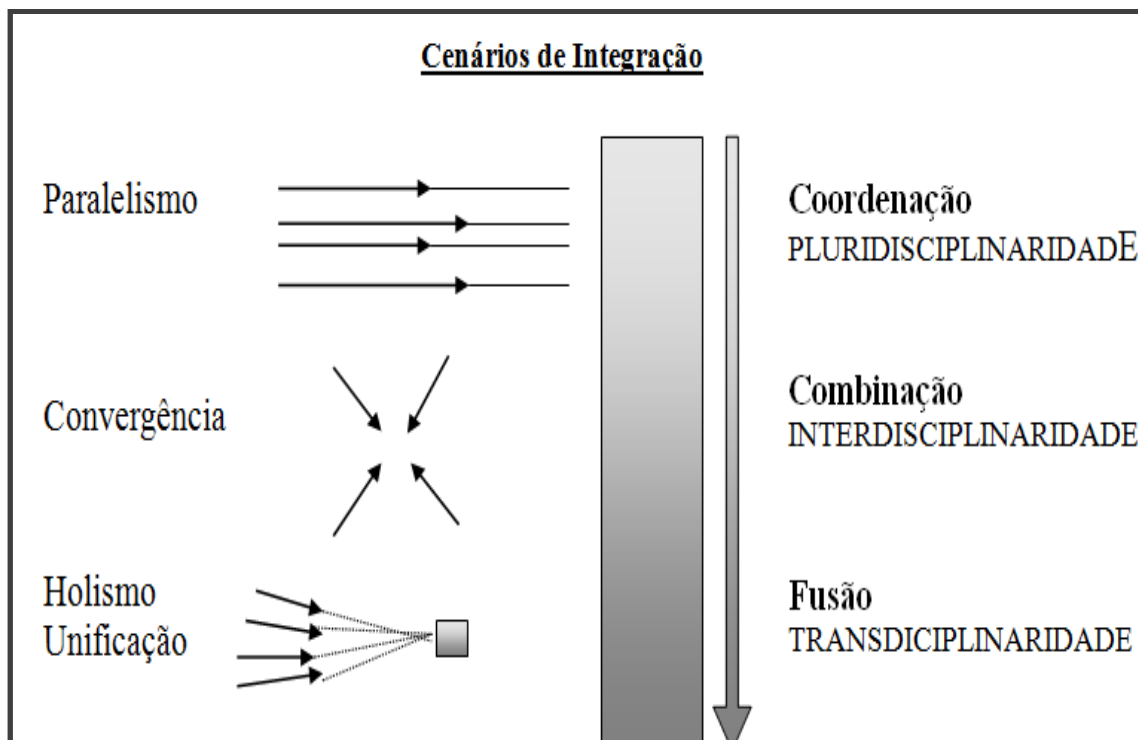 Cenários de Integração
Paralelismo
Coordenação
PLURIDISCIPLINARIDADE
Convergência
Combinação
INTERDISCIPLINARIDADE
Holismo
Unificação
Fusão
TRANSDICIPLINARIDADE